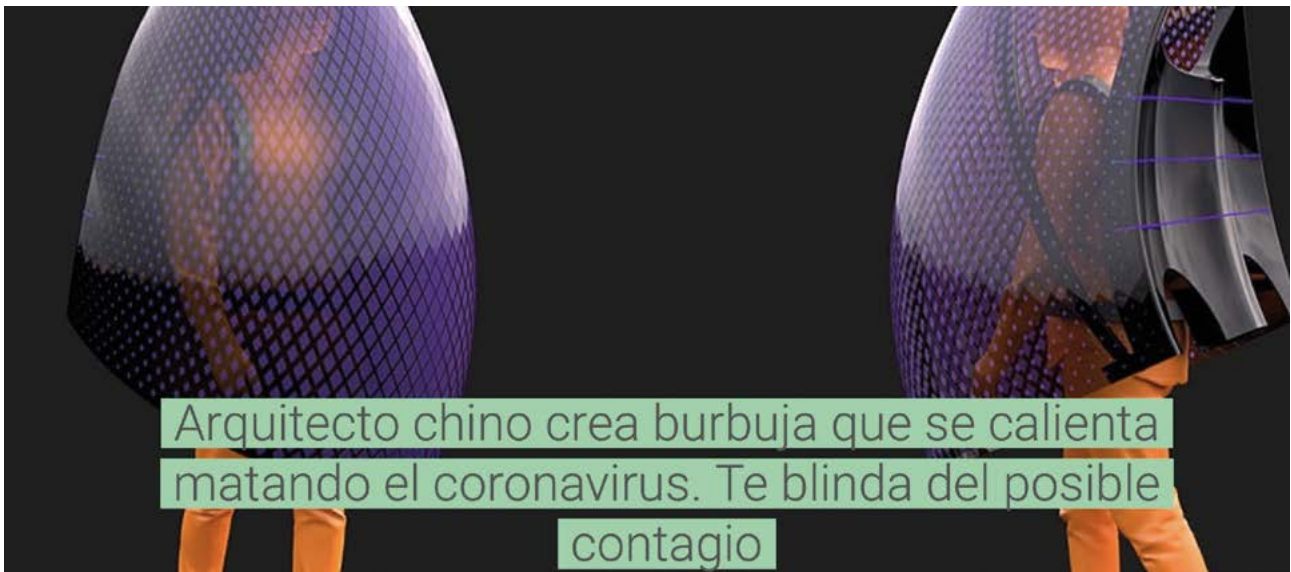 Arquitecto chino crea burbuja que se calienta
matando el coronavirus. Te blinda del posible
contagio